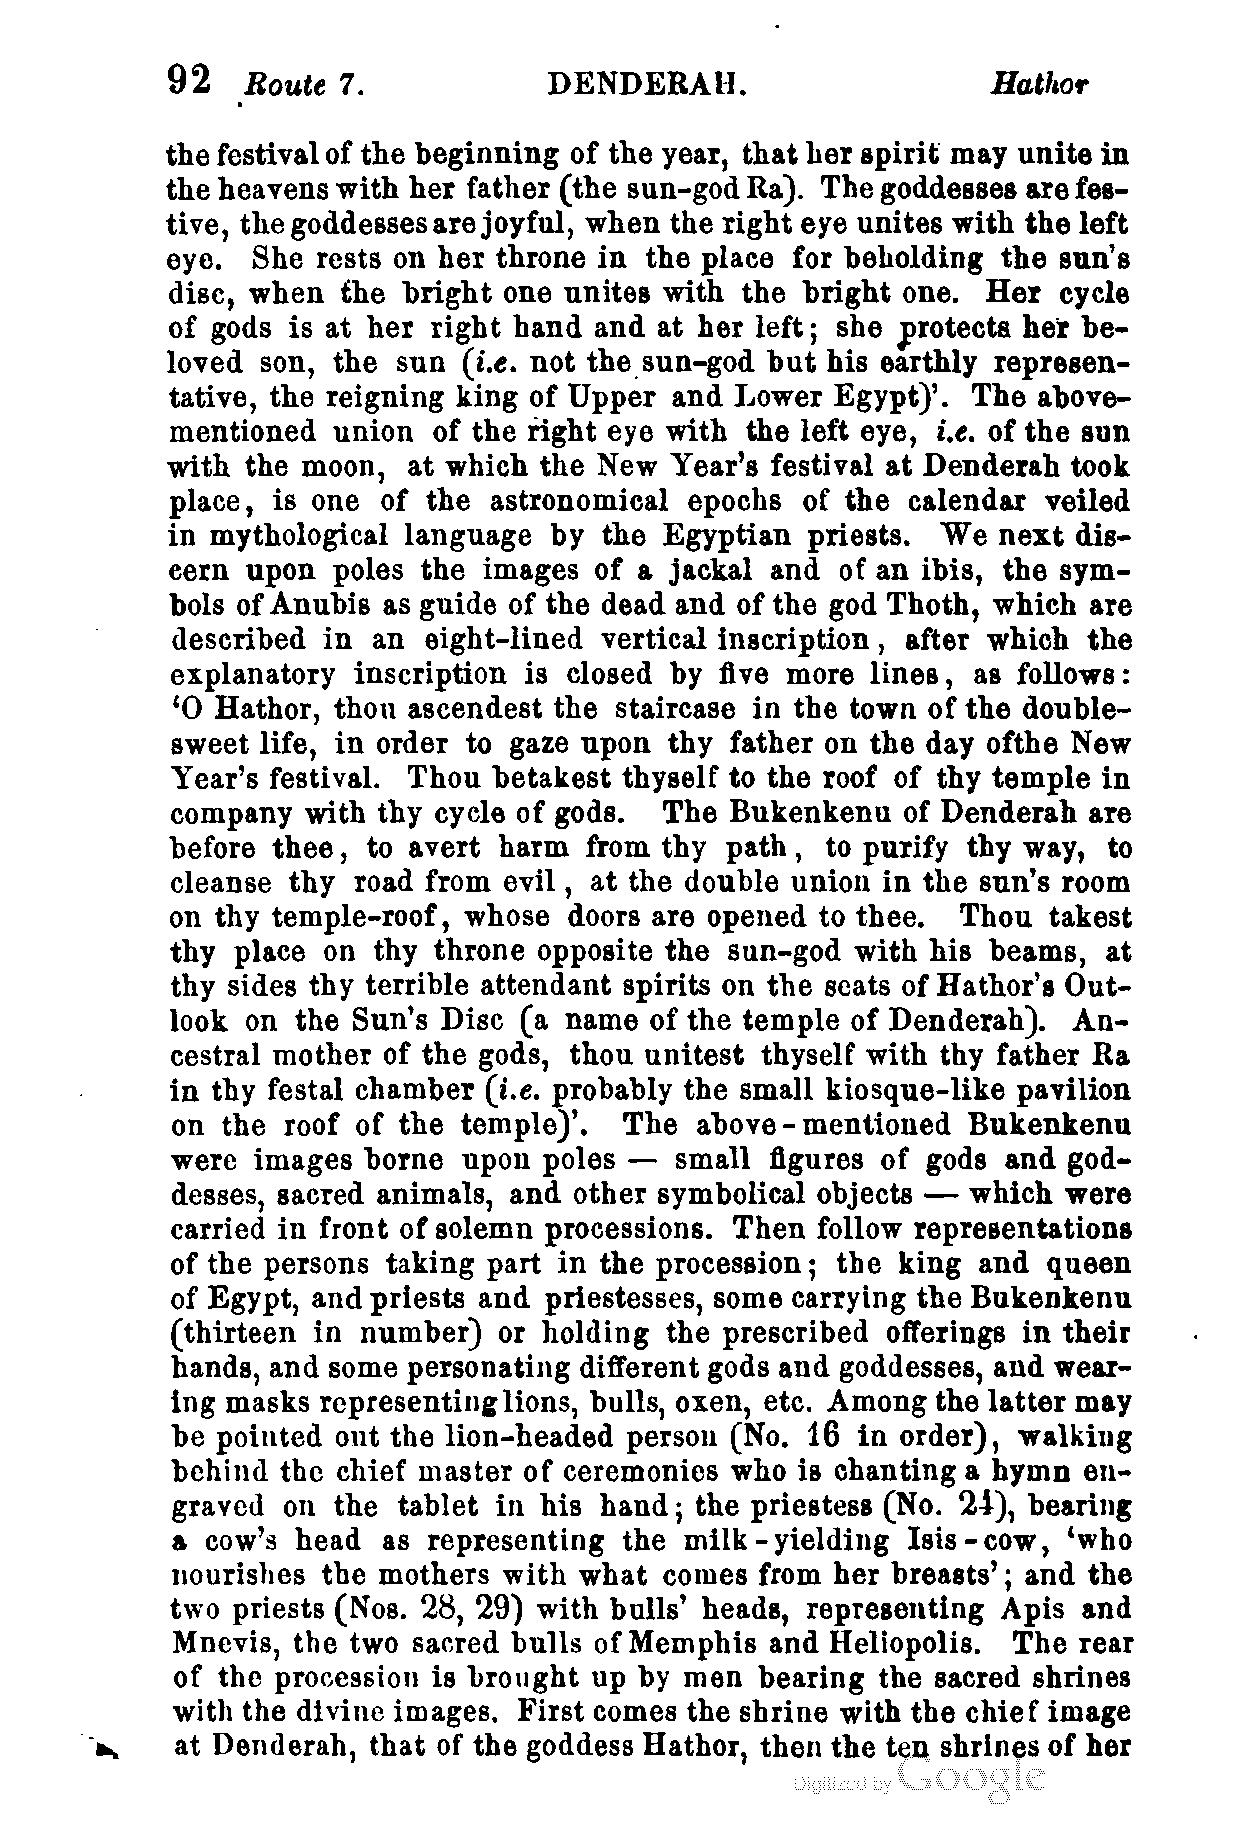 92 Route 7. DENDERAH. Hathor
the festival of the beginning of the year, that her spirit may unite in
the heavens with her father (the sun-god Ra). The goddesses are fes-
tive, the goddesses are joyful, when the right eye unites with the left
eye. She rests on her throne in the place for beholding the sun's
disc, when the bright one unites with the bright one. Her cycle
of gods is at her right hand and at her left; she protects her be-
loved son, the sun (i.e. not the sun-god but his earthly represen-
tative, the reigning king of Upper and Lower Egypt)'. The above-
mentioned union of the right eye with the left eye, i.e. of the sun
with the moon, at which the New Year's festival at Denderah took
place, is one of the astronomical epochs of the calendar veiled
in mythological language by the Egyptian priests. We next dis-
cern upon poles the images of a jackal and of an ibis, the sym-
bols of Anubis as guide of the dead and of the god Thoth, which are
described in an eight-lined vertical inscription, after which the
explanatory inscription is closed by five more lines, as follows:
'O Hathor, thou ascendest the staircase in the town of the double-
sweet life, in order to gaze upon thy father on the day ofthe New
Year's festival. Thou betakest thyself to the roof of thy temple in
company with thy cycle of gods. The Bukenkenu of Denderah are
before thee, to avert harm from thy path, to purify thy way, to
cleanse thy road from evil, at the double union in the sun's room
on thy temple-roof, whose doors are opened to thee. Thou takest
thy place on thy throne opposite the sun-god with his beams, at
thy sides thy terrible attendant spirits on the seats of Hathor's Out-
look on the Sun's Disc (a name of the temple of Denderah). An-
cestral mother of the gods, thou unitest thyself with thy father Ra
in thy festal chamber (i.e. probably the small kiosque-like pavilion
on the roof of the temple)'. The above-mentioned Bukenkenu
were images borne upon poles — small figures of gods and god-
desses, sacred animals, and other symbolical objects — which were
carried in front of solemn processions. Then follow representations
of the persons taking part in the procession; the king and queen
of Egypt, and priests and priestesses, some carrying the Bukenkenu
(thirteen in number) or holding the prescribed offerings in their
hands, and some personating different gods and goddesses, and wear-
ing masks representing lions, bulls, oxen, etc. Among the latter may
be pointed out the lion-headed person (No. 16 in order), walking
behind the chief master of ceremonies who is chanting a hymn en-
graved on the tablet in his hand; the priestess (No. 24), bearing
a cow's head as representing the milk-yielding Isis-cow, 'who
nourishes the mothers with what comes from her breasts'; and the
two priests (Nos. 28, 29) with bulls' heads, representing Apis and
Mnevis, the two sacred bulls of Memphis and Heliopolis. The rear
of the procession is brought up by men bearing the sacred shrines
with the divine images. First comes the shrine with the chief image
at Denderah, that of the goddess Hathor, then the ten shrines of her
Digitized by Google